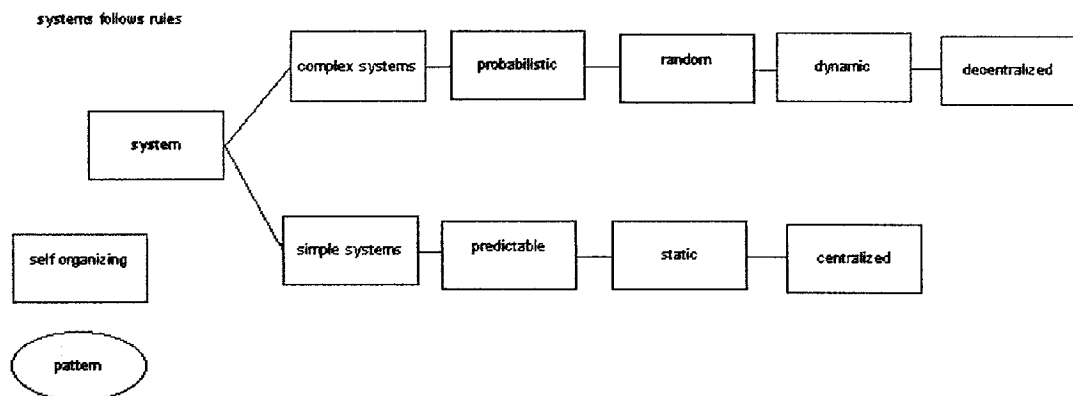 systems follows rules
complex systems
probabilistic
random
dynamic
decentralized
system
simple systems
predictable
static
centralized
self organizing
pattern